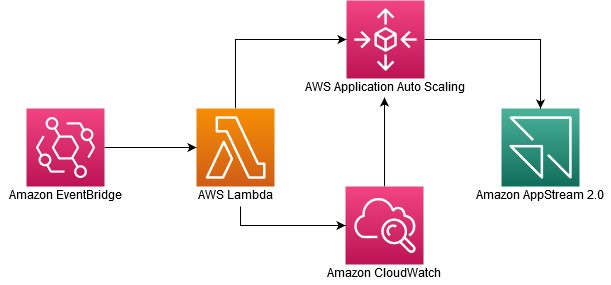 AWS Application Auto Scaling
Amazon EventBridge
AWS Lambda
Amazon AppStream 2.0
Amazon CloudWatch